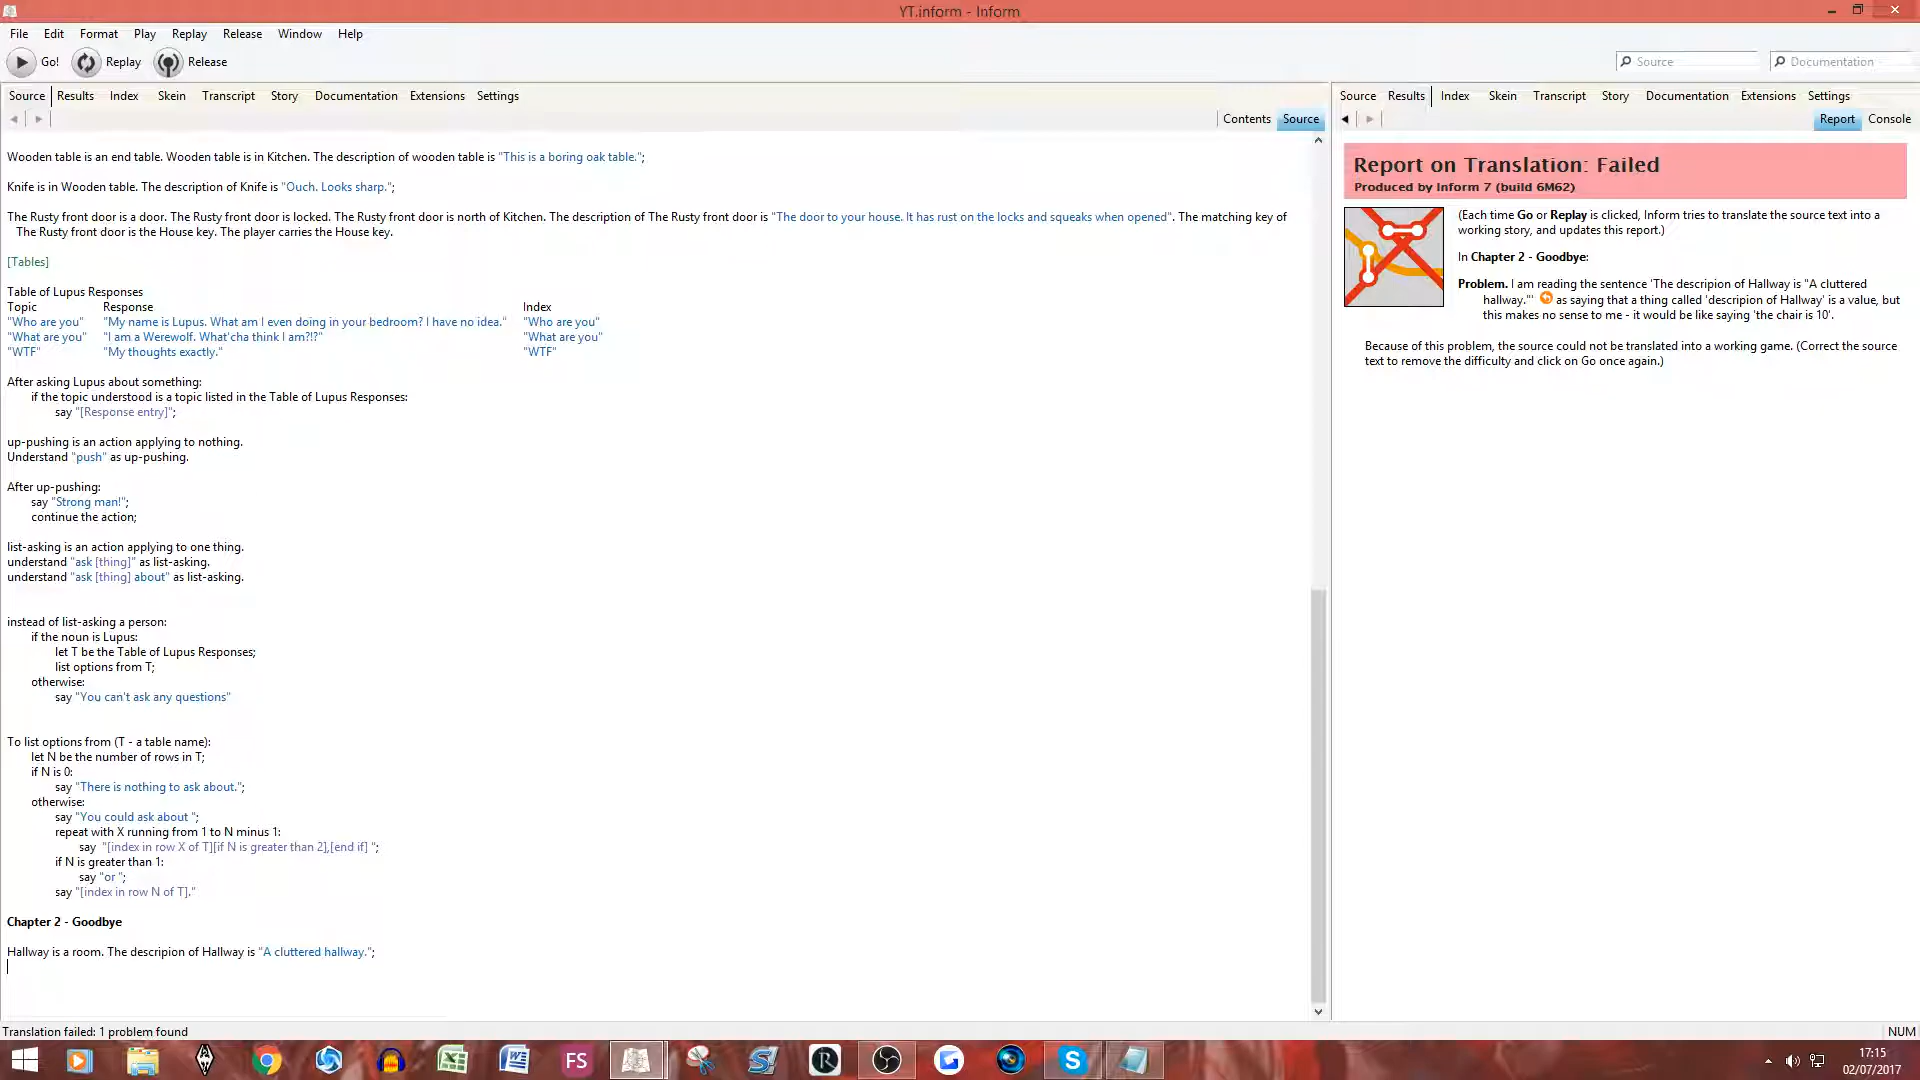 YT.inform - Inform
File Edit Format Play Replay Release Window Help
Go! Replay Release Source Documentation
Source Results Index Skein Transcript Story Documentation Extensions Settings
Contents Source
Wooden table is an end table. Wooden table is in Kitchen. The description of wooden table is "This is a boring oak table.";
Knife is in Wooden table. The description of Knife is "Ouch. Looks sharp.";
The Rusty front door is a door. The Rusty front door is locked. The Rusty front door is north of Kitchen. The description of The Rusty front door is "The door to your house. It has rust on the locks and squeaks when opened". The matching key of
The Rusty front door is the House key. The player carries the House key.
[Tables]
Table of Lupus Responses
Topic Response Index
"Who are you" "My name is Lupus. What am I even doing in your bedroom? I have no idea." "Who are you"
"What are you" "I am a Werewolf. What'cha think I am?!?" "What are you"
"WTF" "My thoughts exactly." "WTF"
After asking Lupus about something:
if the topic understood is a topic listed in the Table of Lupus Responses:
say "[Response entry]";
up-pushing is an action applying to nothing.
Understand "push" as up-pushing.
After up-pushing:
say "Strong man!";
continue the action;
list-asking is an action applying to one thing.
understand "ask [thing]" as list-asking.
understand "ask [thing] about" as list-asking.
instead of list-asking a person:
if the noun is Lupus:
let T be the Table of Lupus Responses;
list options from T;
otherwise:
say "You can't ask any questions"
To list options from (T - a table name):
let N be the number of rows in T;
if N is 0:
say "There is nothing to ask about.";
otherwise:
say "You could ask about ";
repeat with X running from 1 to N minus 1:
say "[index in row X of T][if N is greater than 2],[end if] ";
if N is greater than 1:
say "or ";
say "[index in row N of T]."
Chapter 2 - Goodbye
Hallway is a room. The descripion of Hallway is "A cluttered hallway.";
Source Results Index Skein Transcript Story Documentation Extensions Settings
Report Console
Report on Translation: Failed
Produced by Inform 7 (build 6M62)
(Each time Go or Replay is clicked, Inform tries to translate the source text into a
working story, and updates this report.)
In Chapter 2 - Goodbye:
Problem. I am reading the sentence 'The descripion of Hallway is "A cluttered
hallway."' as saying that a thing called 'descripion of Hallway' is a value, but
this makes no sense to me - it would be like saying 'the chair is 10'.
Because of this problem, the source could not be translated into a working game. (Correct the source
text to remove the difficulty and click on Go once again.)
Translation failed: 1 problem found
NUM
FS
17:15
02/07/2017